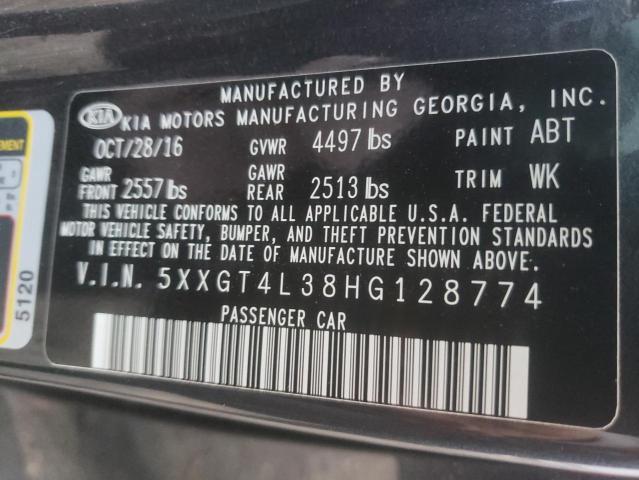 MANUFACTURED BY
KIA KIA MOTORS MANUFACTURING GEORGIA, INC.
OCT/28/16 GVWR 4497 lbs PAINT ABT
GAWR FRONT 2557 lbs GAWR REAR 2513 lbs TRIM WK
THIS VEHICLE CONFORMS TO ALL APPLICABLE U.S.A. FEDERAL
MOTOR VEHICLE SAFETY, BUMPER, AND THEFT PREVENTION STANDARDS
IN EFFECT ON THE DATE OF MANUFACTURE SHOWN ABOVE.
V.I.N. 5XXGT4L38HG128774
PASSENGER CAR
5120